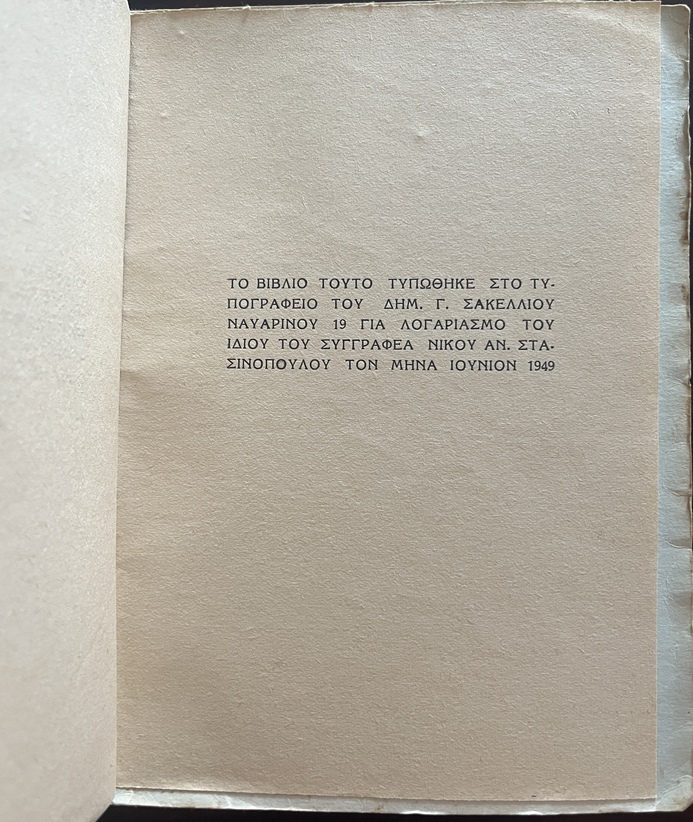 ΤΟ ΒΙΒΛΙΟ ΤΟΥΤΟ ΤΥΠΩΘΗΚΕ ΣΤΟ ΤΥ-
ΠΟΓΡΑΦΕΙΟ ΤΟΥ ΔΗΜ. Γ. ΣΑΚΕΛΛΙΟΥ
ΝΑΥΑΡΙΝΟΥ 19 ΓΙΑ ΛΟΓΑΡΙΑΣΜΟ ΤΟΥ
ΙΔΙΟΥ ΤΟΥ ΣΥΓΓΡΑΦΕΑ ΝΙΚΟΥ ΑΝ. ΣΤΑ-
ΣΙΝΟΠΟΥΛΟΥ ΤΟΝ ΜΗΝΑ ΙΟΥΝΙΟΝ 1949